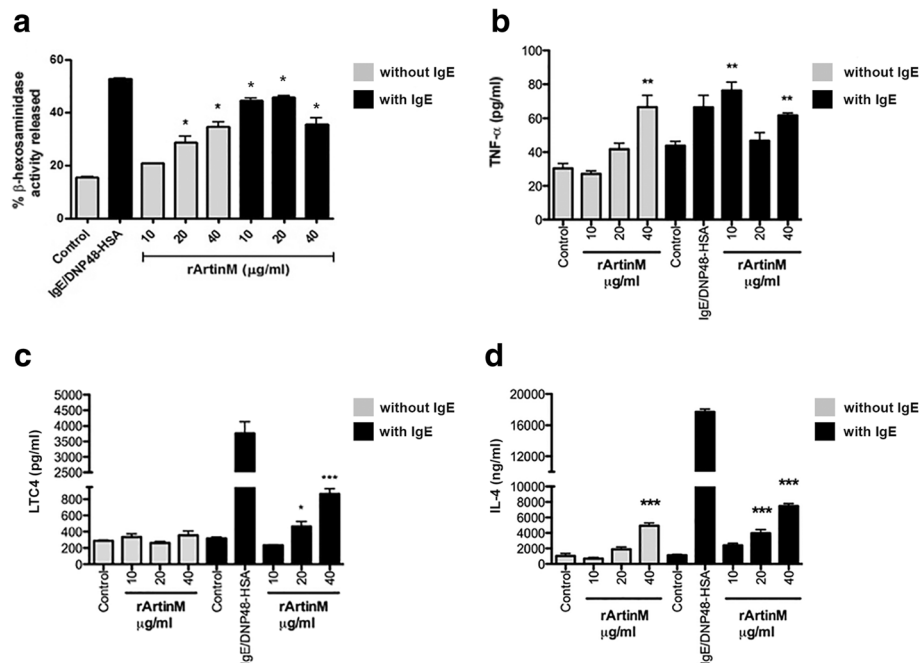 a
% β-hexosaminidase
activity released
60
40
20
0
*
*
*
*
*
without IgE
with IgE
Control
IgE/DNP48-HSA
10
20
40
10
20
40
rArtinM (μg/ml)
b
TNF-α (pg/ml)
100
80
60
40
20
0
**
**
**
without IgE
with IgE
Control
10
20
40
Control
IgE/DNP48-HSA
10
20
40
rArtinM
μg/ml
rArtinM
μg/ml
c
LTC4 (pg/ml)
5000
4500
4000
3500
3000
2500
800
600
400
200
0
*
***
without IgE
with IgE
Control
10
20
40
Control
IgE/DNP48-HSA
10
20
40
rArtinM
μg/ml
rArtinM
μg/ml
d
IL-4 (ng/ml)
20000
16000
10000
8000
6000
4000
2000
0
***
***
***
without IgE
with IgE
Control
10
20
40
Control
IgE/DNP48-HSA
10
20
40
rArtinM
μg/ml
rArtinM
μg/ml